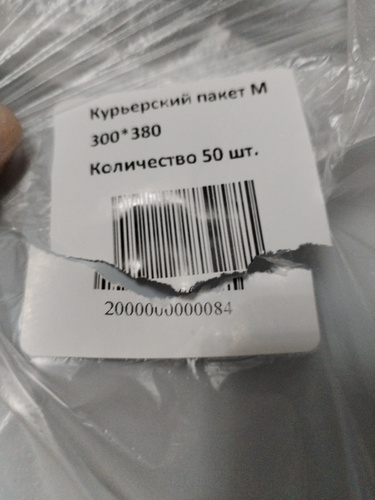 Курьерский пакет М
300*380
Количество 50 шт.
2000000000084